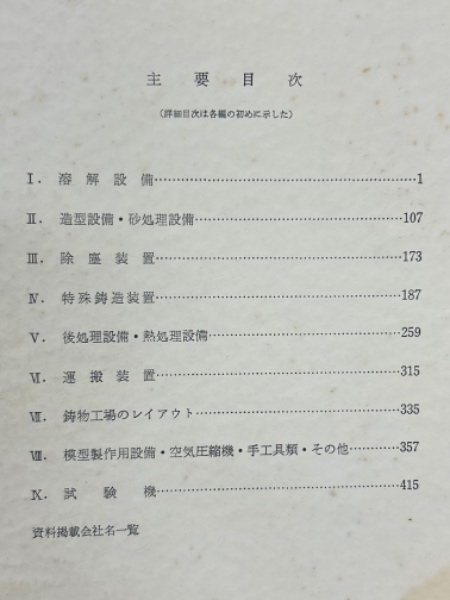 主要目次
(詳細目次は各編の初めに示した)
Ⅰ. 溶解設備……1
Ⅱ. 造型設備・砂処理設備……107
Ⅲ. 除塵装置……173
Ⅳ. 特殊鋳造装置……187
Ⅴ. 後処理設備・熱処理設備……259
Ⅵ. 運搬装置……315
Ⅶ. 鋳物工場のレイアウト……335
Ⅷ. 模型製作用設備・空気圧縮機・手工具類・その他……357
Ⅸ. 試験機……415
資料掲載会社名一覧